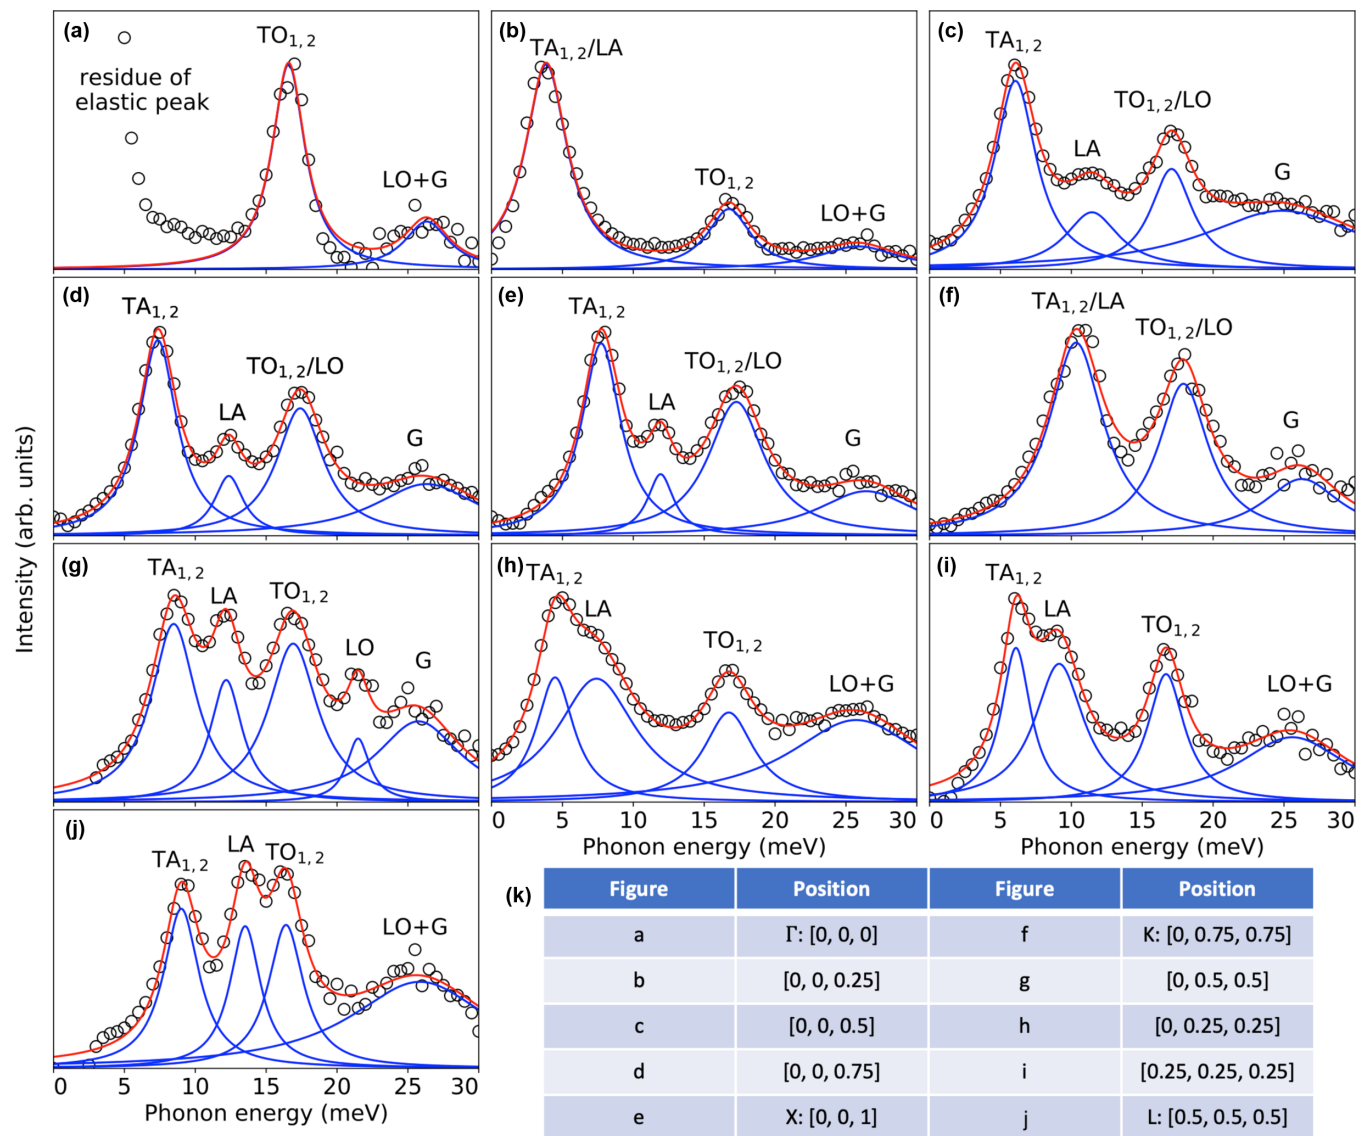 (a)
TO1, 2
residue of
elastic peak
LO+G
(b)
TA1, 2/LA
TO1, 2
LO+G
(c)
TA1, 2
LA
TO1, 2/LO
G
(d)
TA1, 2
LA
TO1, 2/LO
G
(e)
TA1, 2
LA
TO1, 2/LO
G
(f)
TA1, 2/LA
TO1, 2/LO
G
Intensity (arb. units)
(g)
TA1, 2
LA
TO1, 2
LO
G
(h)
TA1, 2
LA
TO1, 2
LO+G
0 5 10 15 20 25 30
Phonon energy (meV)
(i)
TA1, 2
LA
TO1, 2
LO+G
0 5 10 15 20 25 30
Phonon energy (meV)
(j)
TA1, 2
LA
TO1, 2
LO+G
0 5 10 15 20 25 30
Phonon energy (meV)
(k)
Figure Position Figure Position
a Γ: [0, 0, 0] f K: [0, 0.75, 0.75]
b [0, 0, 0.25] g [0, 0.5, 0.5]
c [0, 0, 0.5] h [0, 0.25, 0.25]
d [0, 0, 0.75] i [0.25, 0.25, 0.25]
e X: [0, 0, 1] j L: [0.5, 0.5, 0.5]